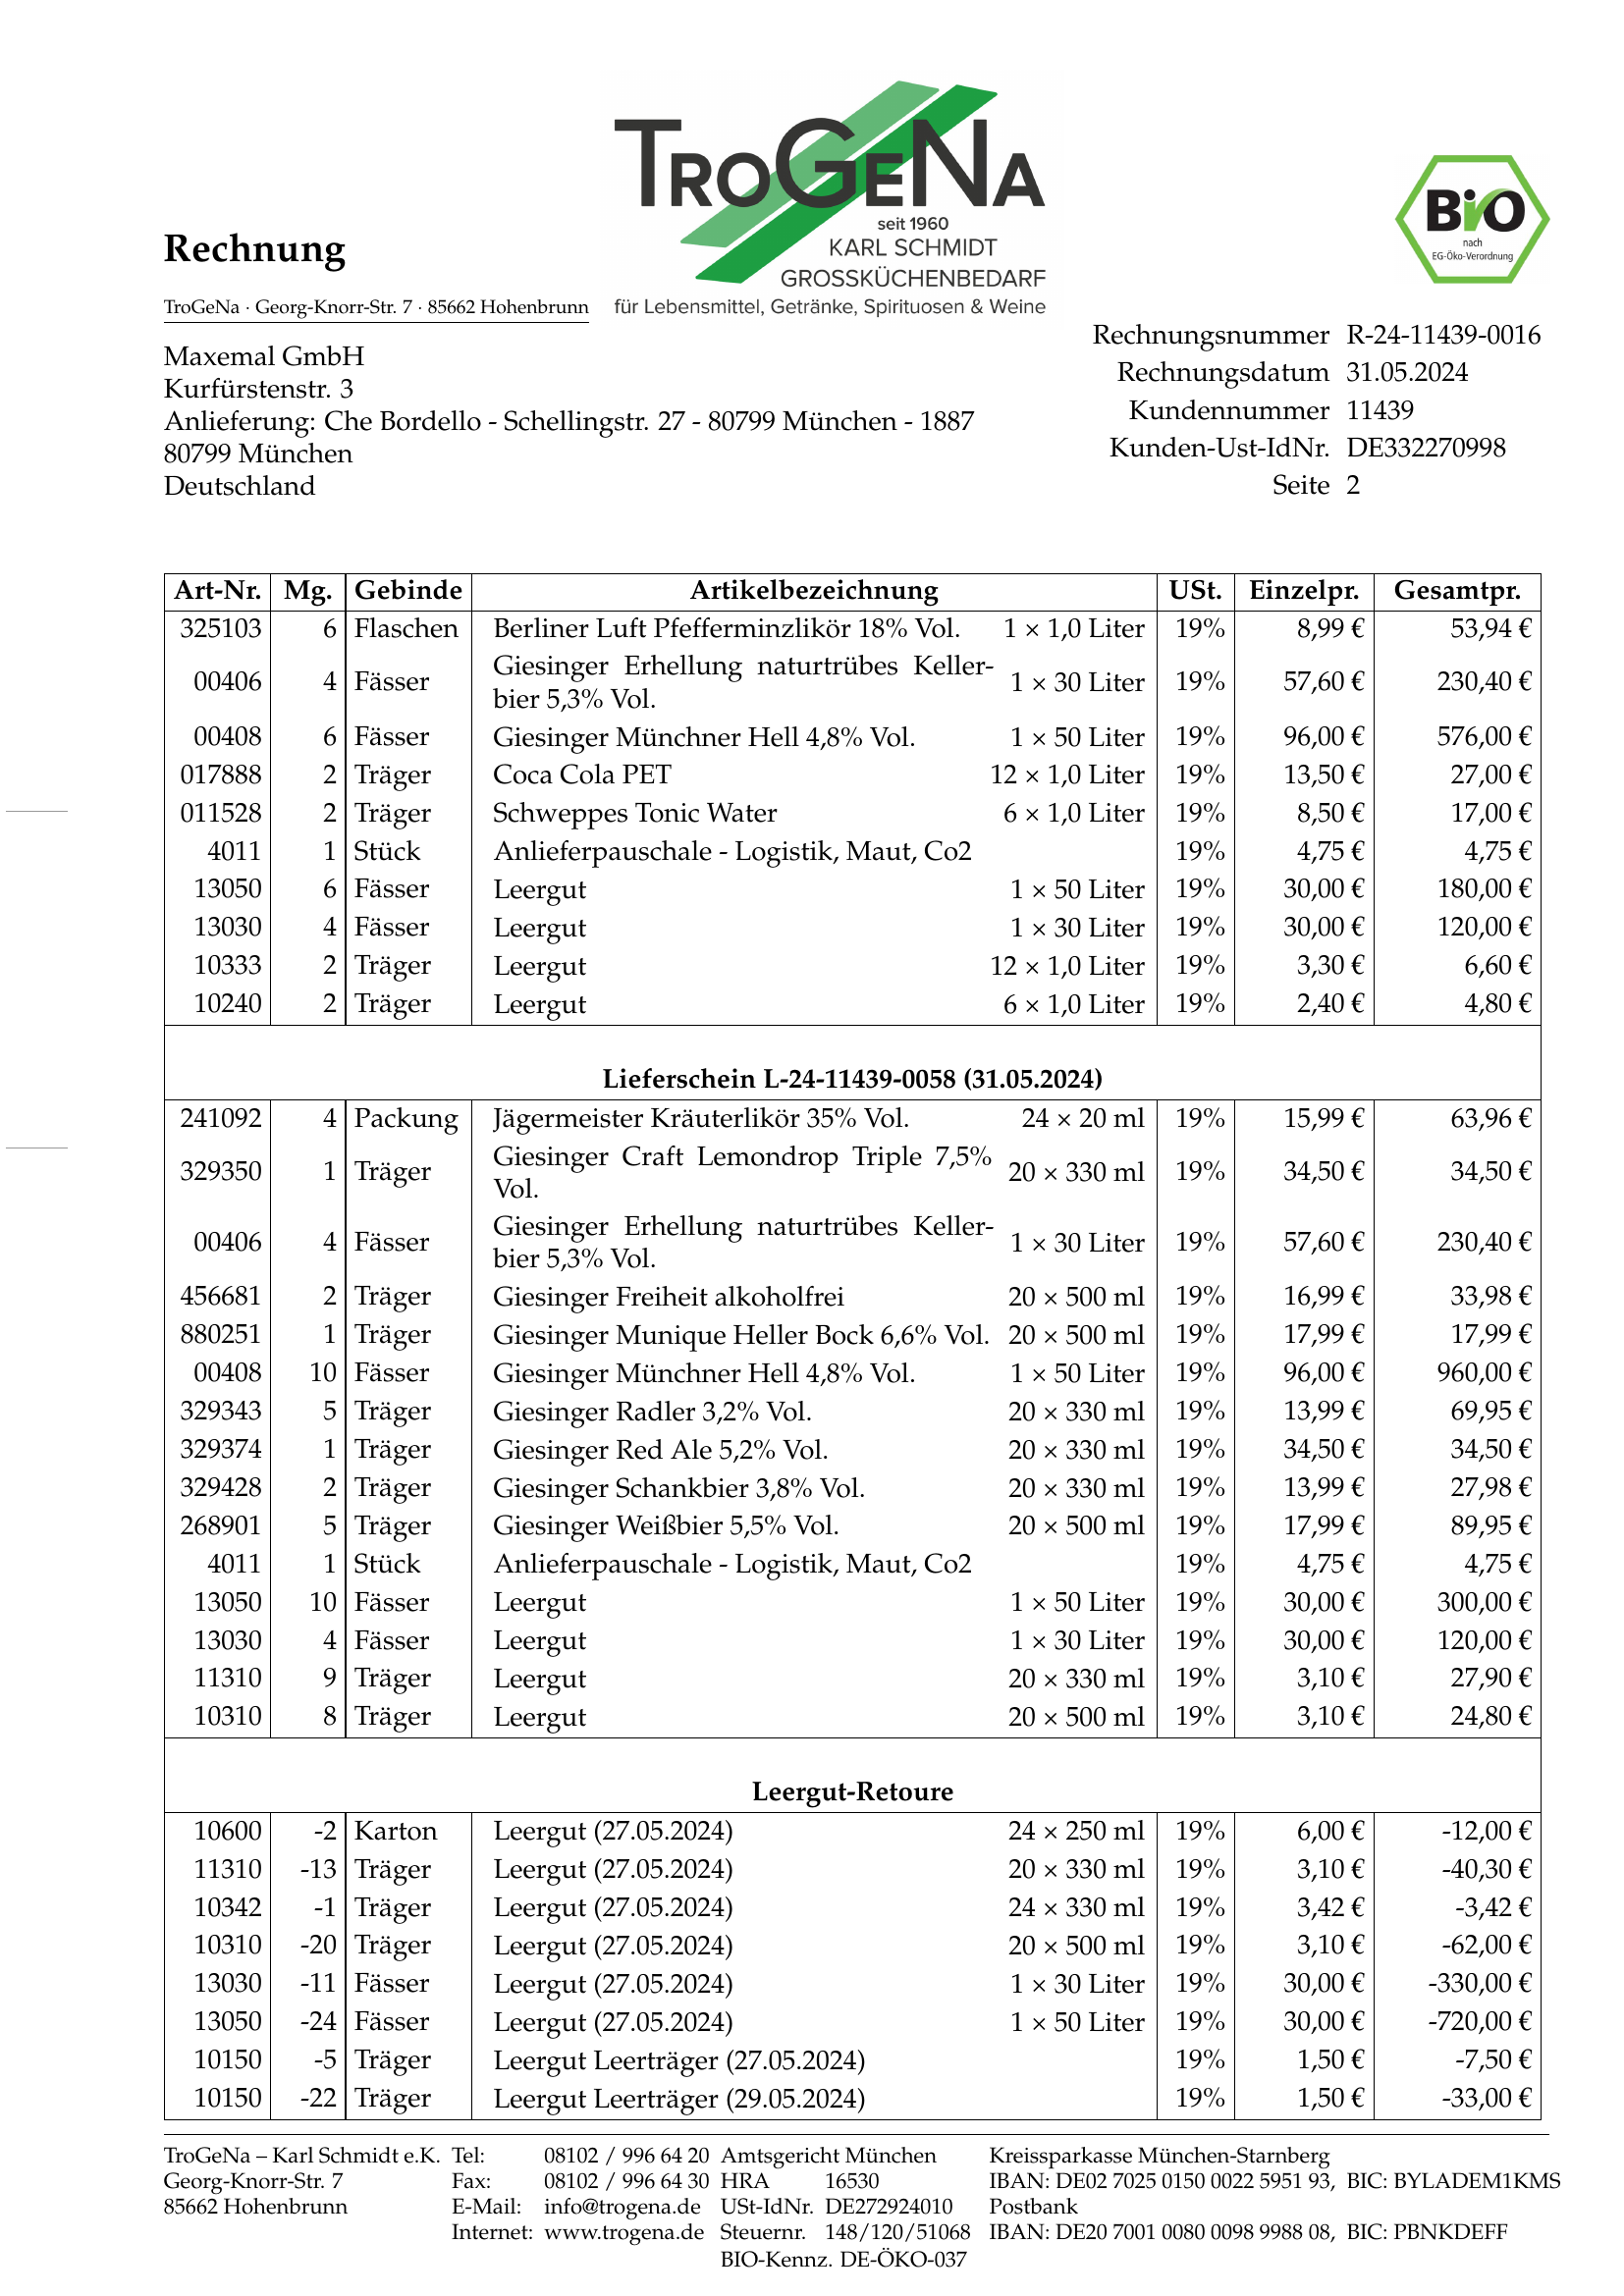 TROGENA
seit 1960
KARL SCHMIDT
GROSSKÜCHENBEDARF
für Lebensmittel, Getränke, Spirituosen & Weine
BiO
nach
EG-Öko-Verordnung
Rechnung
TroGeNa · Georg-Knorr-Str. 7 · 85662 Hohenbrunn
Maxemal GmbH
Kurfürstenstr. 3
Anlieferung: Che Bordello - Schellingstr. 27 - 80799 München - 1887
80799 München
Deutschland
Rechnungsnummer R-24-11439-0016
Rechnungsdatum 31.05.2024
Kundennummer 11439
Kunden-Ust-IdNr. DE332270998
Seite 2
Art-Nr. Mg. Gebinde Artikelbezeichnung USt. Einzelpr. Gesamtpr.
325103 6 Flaschen Berliner Luft Pfefferminzlikör 18% Vol. 1 × 1,0 Liter 19% 8,99 € 53,94 €
00406 4 Fässer Giesinger Erhellung naturtrübes Keller-
bier 5,3% Vol. 1 × 30 Liter 19% 57,60 € 230,40 €
00408 6 Fässer Giesinger Münchner Hell 4,8% Vol. 1 × 50 Liter 19% 96,00 € 576,00 €
017888 2 Träger Coca Cola PET 12 × 1,0 Liter 19% 13,50 € 27,00 €
011528 2 Träger Schweppes Tonic Water 6 × 1,0 Liter 19% 8,50 € 17,00 €
4011 1 Stück Anlieferpauschale - Logistik, Maut, Co2 19% 4,75 € 4,75 €
13050 6 Fässer Leergut 1 × 50 Liter 19% 30,00 € 180,00 €
13030 4 Fässer Leergut 1 × 30 Liter 19% 30,00 € 120,00 €
10333 2 Träger Leergut 12 × 1,0 Liter 19% 3,30 € 6,60 €
10240 2 Träger Leergut 6 × 1,0 Liter 19% 2,40 € 4,80 €
Lieferschein L-24-11439-0058 (31.05.2024)
241092 4 Packung Jägermeister Kräuterlikör 35% Vol. 24 × 20 ml 19% 15,99 € 63,96 €
329350 1 Träger Giesinger Craft Lemondrop Triple 7,5%
Vol. 20 × 330 ml 19% 34,50 € 34,50 €
00406 4 Fässer Giesinger Erhellung naturtrübes Keller-
bier 5,3% Vol. 1 × 30 Liter 19% 57,60 € 230,40 €
456681 2 Träger Giesinger Freiheit alkoholfrei 20 × 500 ml 19% 16,99 € 33,98 €
880251 1 Träger Giesinger Munique Heller Bock 6,6% Vol. 20 × 500 ml 19% 17,99 € 17,99 €
00408 10 Fässer Giesinger Münchner Hell 4,8% Vol. 1 × 50 Liter 19% 96,00 € 960,00 €
329343 5 Träger Giesinger Radler 3,2% Vol. 20 × 330 ml 19% 13,99 € 69,95 €
329374 1 Träger Giesinger Red Ale 5,2% Vol. 20 × 330 ml 19% 34,50 € 34,50 €
329428 2 Träger Giesinger Schankbier 3,8% Vol. 20 × 330 ml 19% 13,99 € 27,98 €
268901 5 Träger Giesinger Weißbier 5,5% Vol. 20 × 500 ml 19% 17,99 € 89,95 €
4011 1 Stück Anlieferpauschale - Logistik, Maut, Co2 19% 4,75 € 4,75 €
13050 10 Fässer Leergut 1 × 50 Liter 19% 30,00 € 300,00 €
13030 4 Fässer Leergut 1 × 30 Liter 19% 30,00 € 120,00 €
11310 9 Träger Leergut 20 × 330 ml 19% 3,10 € 27,90 €
10310 8 Träger Leergut 20 × 500 ml 19% 3,10 € 24,80 €
Leergut-Retoure
10600 -2 Karton Leergut (27.05.2024) 24 × 250 ml 19% 6,00 € -12,00 €
11310 -13 Träger Leergut (27.05.2024) 20 × 330 ml 19% 3,10 € -40,30 €
10342 -1 Träger Leergut (27.05.2024) 24 × 330 ml 19% 3,42 € -3,42 €
10310 -20 Träger Leergut (27.05.2024) 20 × 500 ml 19% 3,10 € -62,00 €
13030 -11 Fässer Leergut (27.05.2024) 1 × 30 Liter 19% 30,00 € -330,00 €
13050 -24 Fässer Leergut (27.05.2024) 1 × 50 Liter 19% 30,00 € -720,00 €
10150 -5 Träger Leergut Leerträger (27.05.2024) 19% 1,50 € -7,50 €
10150 -22 Träger Leergut Leerträger (29.05.2024) 19% 1,50 € -33,00 €
TroGeNa – Karl Schmidt e.K. Tel: 08102 / 996 64 20 Amtsgericht München Kreissparkasse München-Starnberg
Georg-Knorr-Str. 7 Fax: 08102 / 996 64 30 HRA 16530 IBAN: DE02 7025 0150 0022 5951 93, BIC: BYLADEM1KMS
85662 Hohenbrunn E-Mail: info@trogena.de USt-IdNr. DE272924010 Postbank
Internet: www.trogena.de Steuernr. 148/120/51068 IBAN: DE20 7001 0080 0098 9988 08, BIC: PBNKDEFF
BIO-Kennz. DE-ÖKO-037